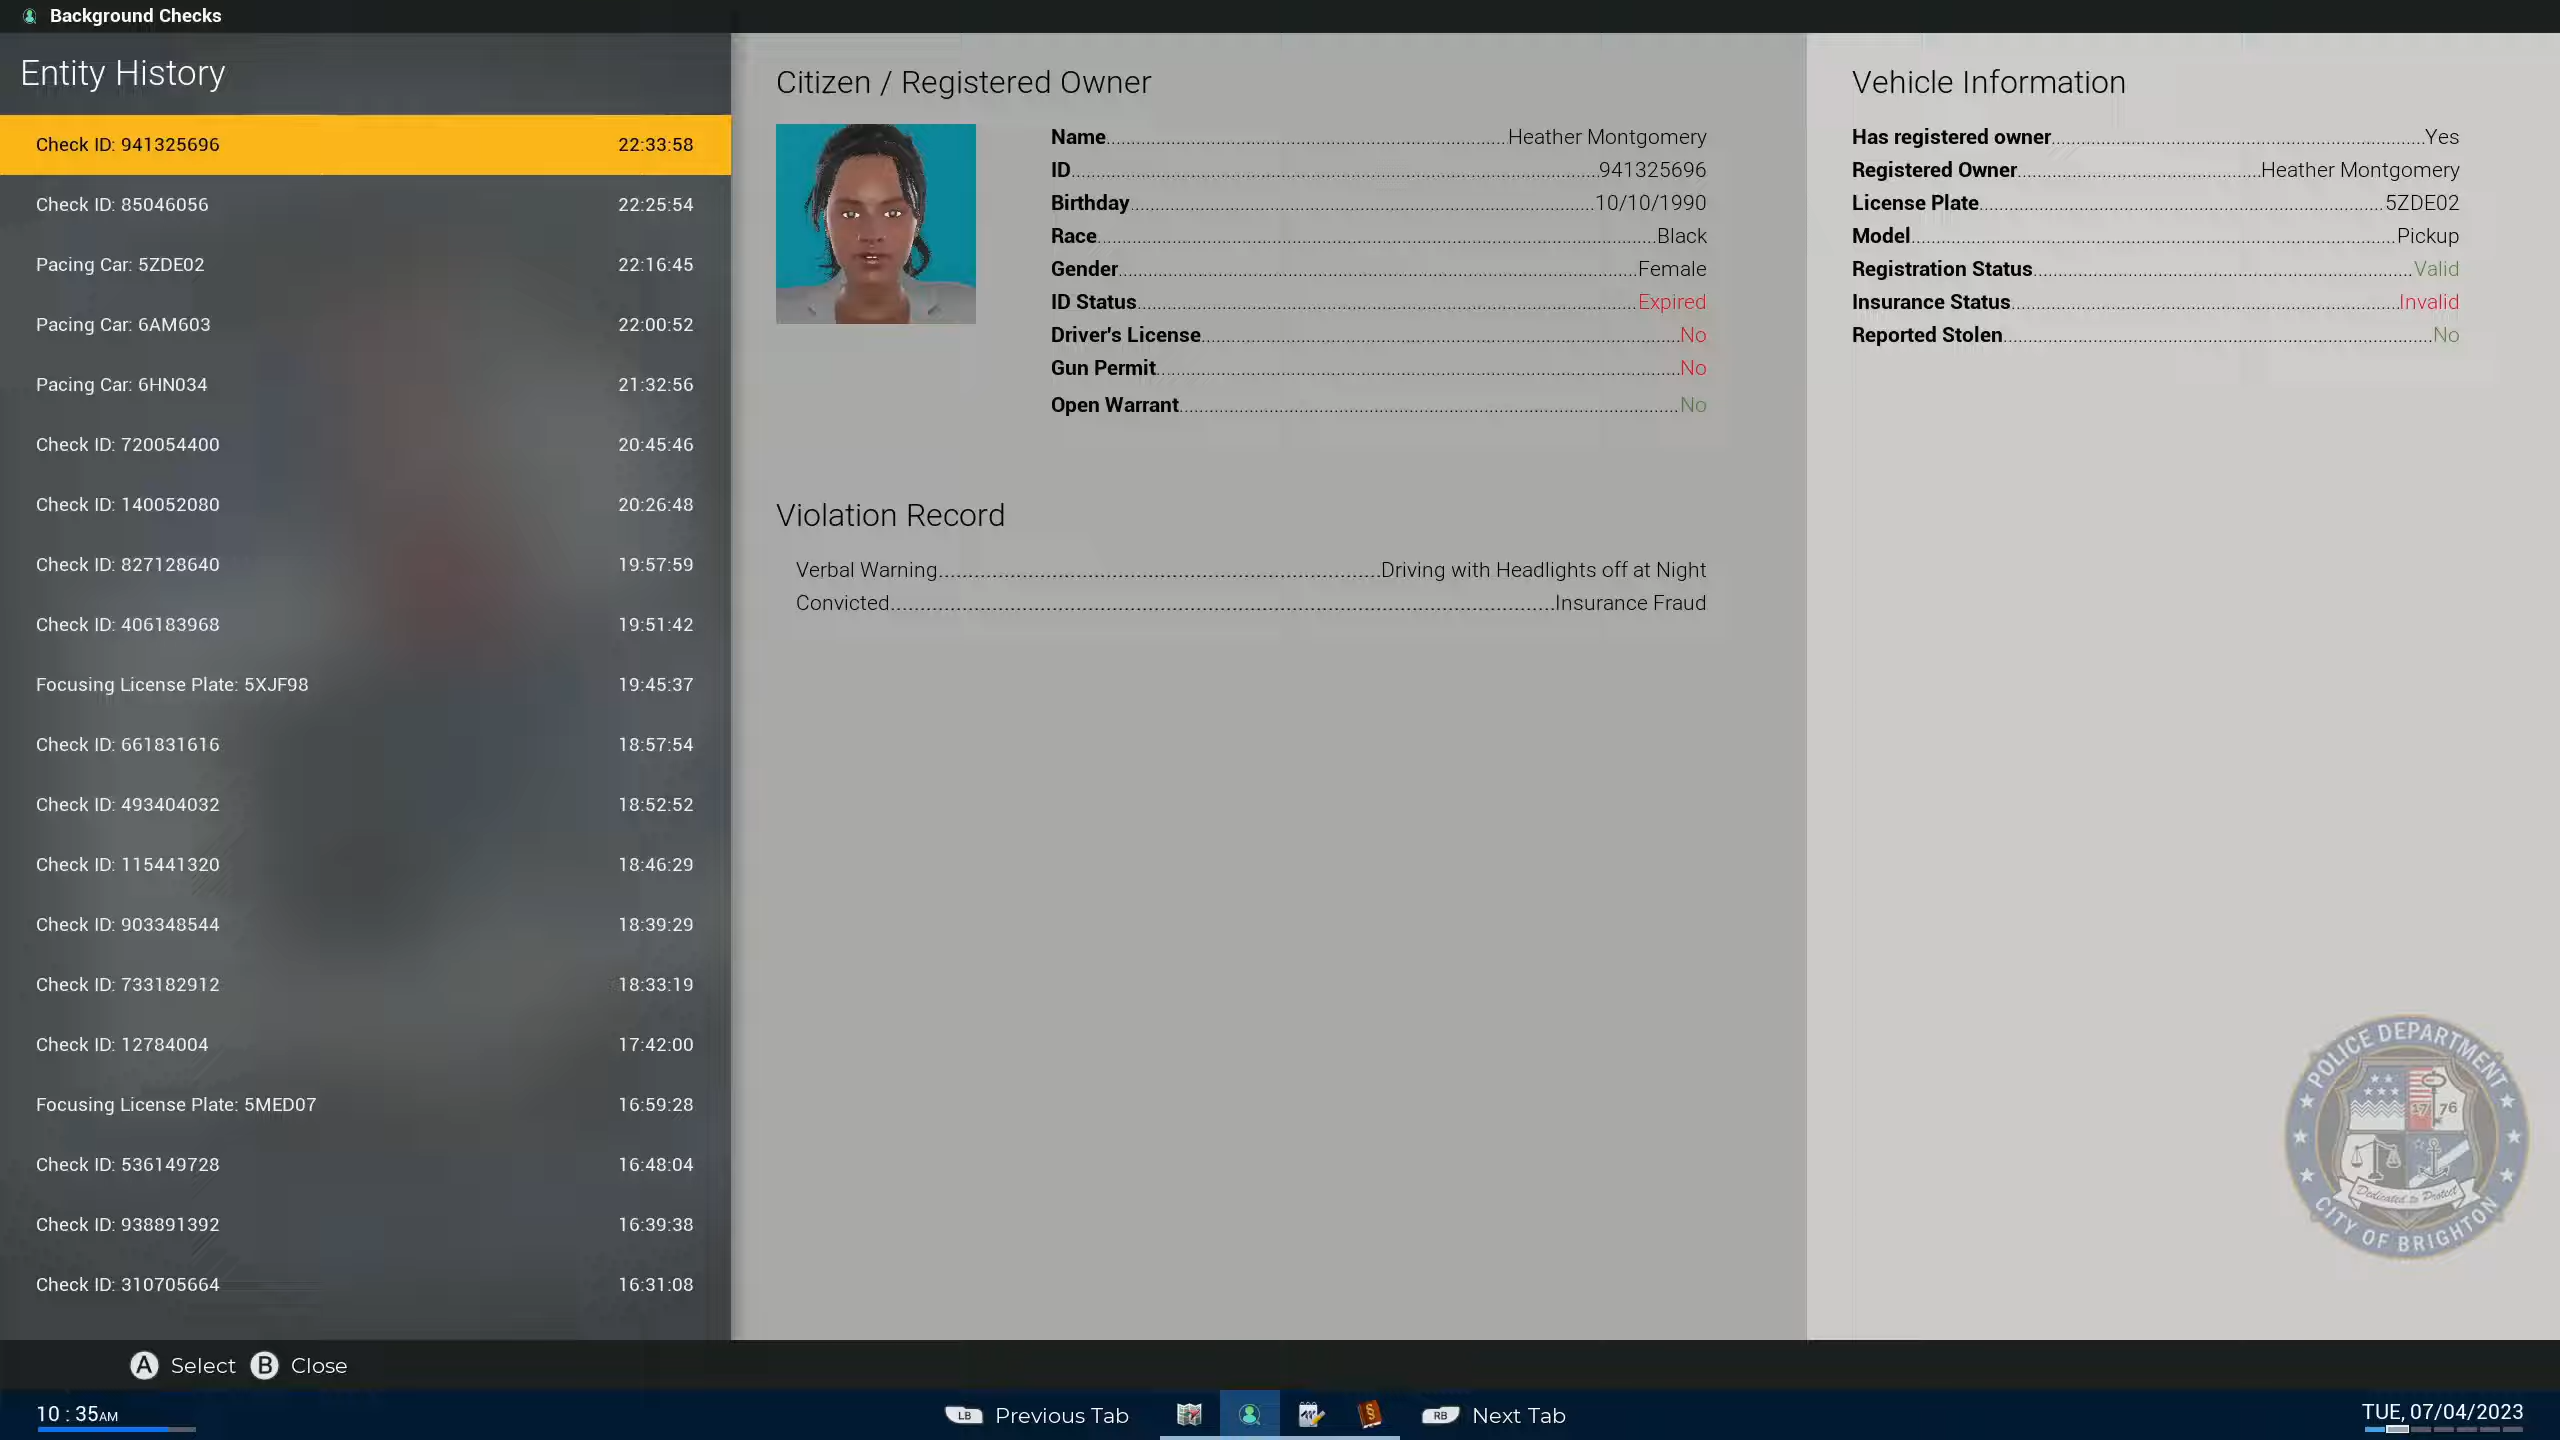 Background Checks
Entity History
Check ID: 941325696 22:33:58
Check ID: 85046056 22:25:54
Pacing Car: 5ZDE02 22:16:45
Pacing Car: 6AM603 22:00:52
Pacing Car: 6HN034 21:32:56
Check ID: 720054400 20:45:46
Check ID: 140052080 20:26:48
Check ID: 827128640 19:57:59
Check ID: 406183968 19:51:42
Focusing License Plate: 5XJF98 19:45:37
Check ID: 661831616 18:57:54
Check ID: 493404032 18:52:52
Check ID: 115441320 18:46:29
Check ID: 903348544 18:39:29
Check ID: 733182912 18:33:19
Check ID: 12784004 17:42:00
Focusing License Plate: 5MED07 16:59:28
Check ID: 536149728 16:48:04
Check ID: 938891392 16:39:38
Check ID: 310705664 16:31:08
Citizen / Registered Owner
Name Heather Montgomery
ID 941325696
Birthday 10/10/1990
Race Black
Gender Female
ID Status Expired
Driver's License No
Gun Permit No
Open Warrant No
Violation Record
Verbal Warning Driving with Headlights off at Night
Convicted Insurance Fraud
Vehicle Information
Has registered owner Yes
Registered Owner Heather Montgomery
License Plate 5ZDE02
Model Pickup
Registration Status Valid
Insurance Status Invalid
Reported Stolen No
POLICE DEPARTMENT
17 76
Dedicated to Protect
CITY OF BRIGHTON
A Select B Close
10 : 35 AM
LB Previous Tab
RB Next Tab
TUE, 07/04/2023